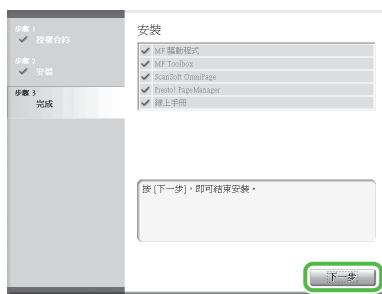 步驟 1
授權合約
步驟 2
安裝
步驟 3
完成
安裝
MF 驅動程式
MF Toolbox
ScanSoft OmniPage
Presto! PageManager
線上手冊
按 [下一步]，即可結束安裝。
下一步